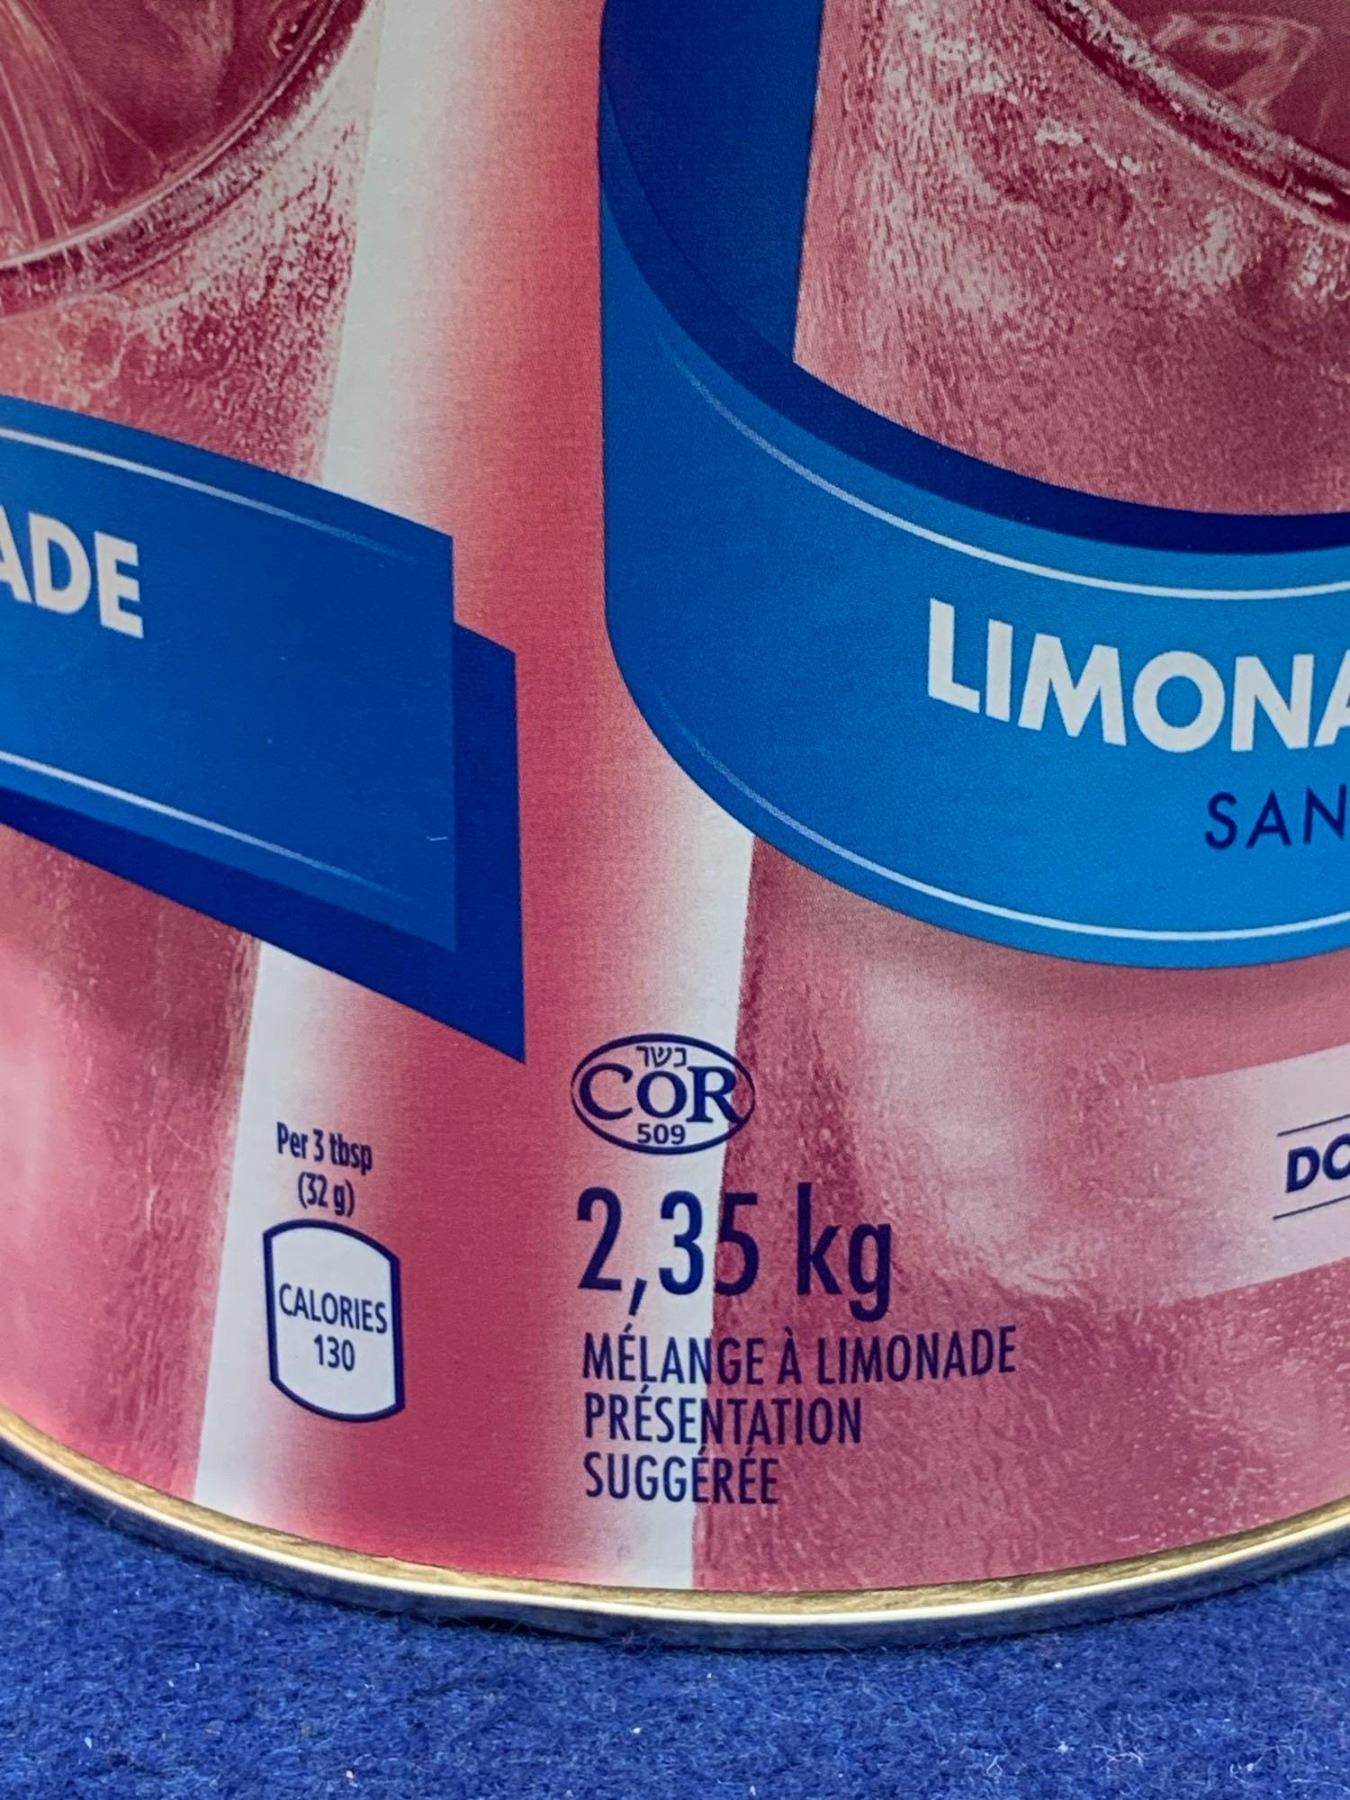 ADE
LIMONA
SAN
כשר
COR
509
Per 3 tbsp
(32 g)
CALORIES
130
2,35 kg
MÉLANGE À LIMONADE
PRÉSENTATION
SUGGÉRÉE
DO